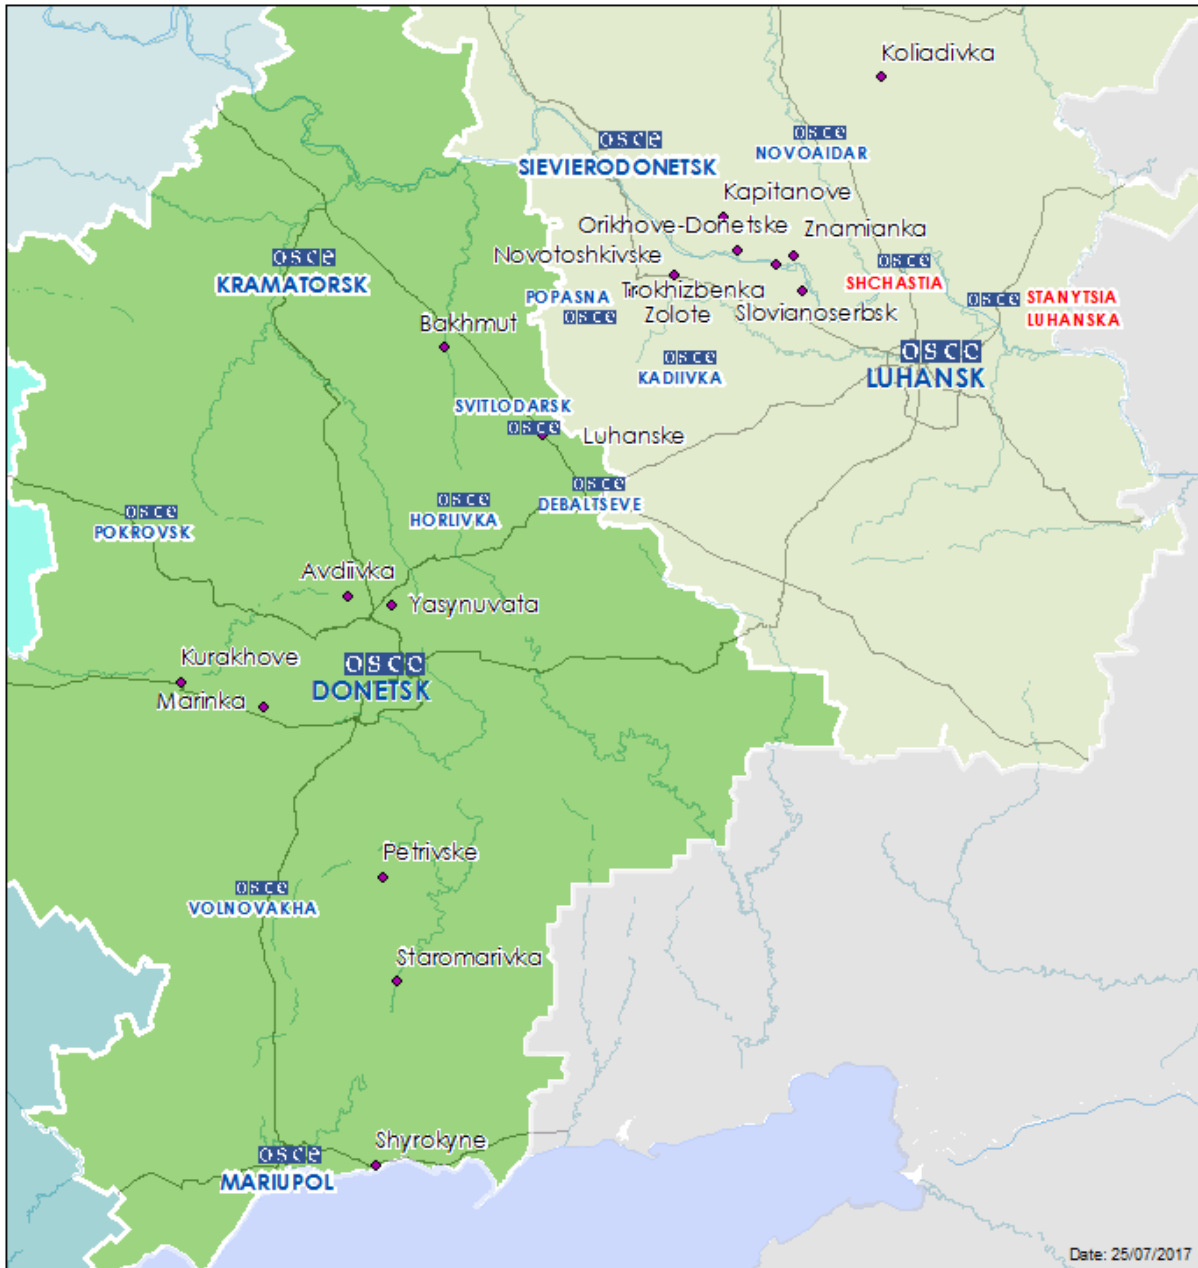 Koliadivka
osce
NOVOAIDAR
osce
SIEVIERODONETSK
Kapitanove
Orikhove-Donetske
Znamianka
Novotoshkivske
osce
SHCHASTIA
osce
KRAMATORSK
Trokhizbenka
POPASNA
osce
Zolote
Slovianoserbsk
osce
STANYTSIA
LUHANSKA
Bakhmut
osce
KADIIVKA
osce
LUHANSK
SVITLODARSK
osce
Luhanske
osce
DEBALTSEVE
osce
HORLIVKA
osce
POKROVSK
Avdiivka
Yasynuvata
Kurakhove
Marinka
osce
DONETSK
Petrivske
osce
VOLNOVAKHA
Staromarivka
Shyrokyne
osce
MARIUPOL
Date: 25/07/2017